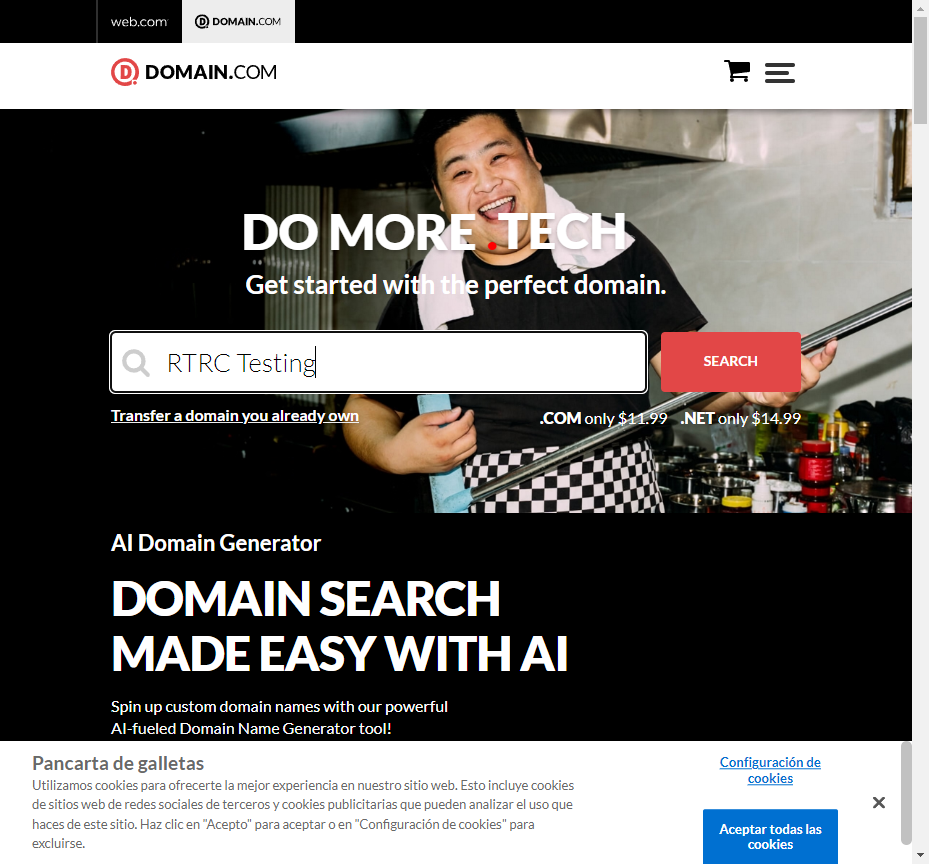 web.com
DOMAIN.COM
DOMAIN.COM
DO MORE .TECH
Get started with the perfect domain.
RTRC Testing
SEARCH
Transfer a domain you already own
.COM only $11.99 .NET only $14.99
AI Domain Generator
DOMAIN SEARCH
MADE EASY WITH AI
Spin up custom domain names with our powerful
AI-fueled Domain Name Generator tool!
Pancarta de galletas
Utilizamos cookies para ofrecerte la mejor experiencia en nuestro sitio web. Esto incluye cookies
de sitios web de redes sociales de terceros y cookies publicitarias que pueden analizar el uso que
haces de este sitio. Haz clic en "Acepto" para aceptar o en "Configuración de cookies" para
excluirse.
Configuración de
cookies
Aceptar todas las
cookies